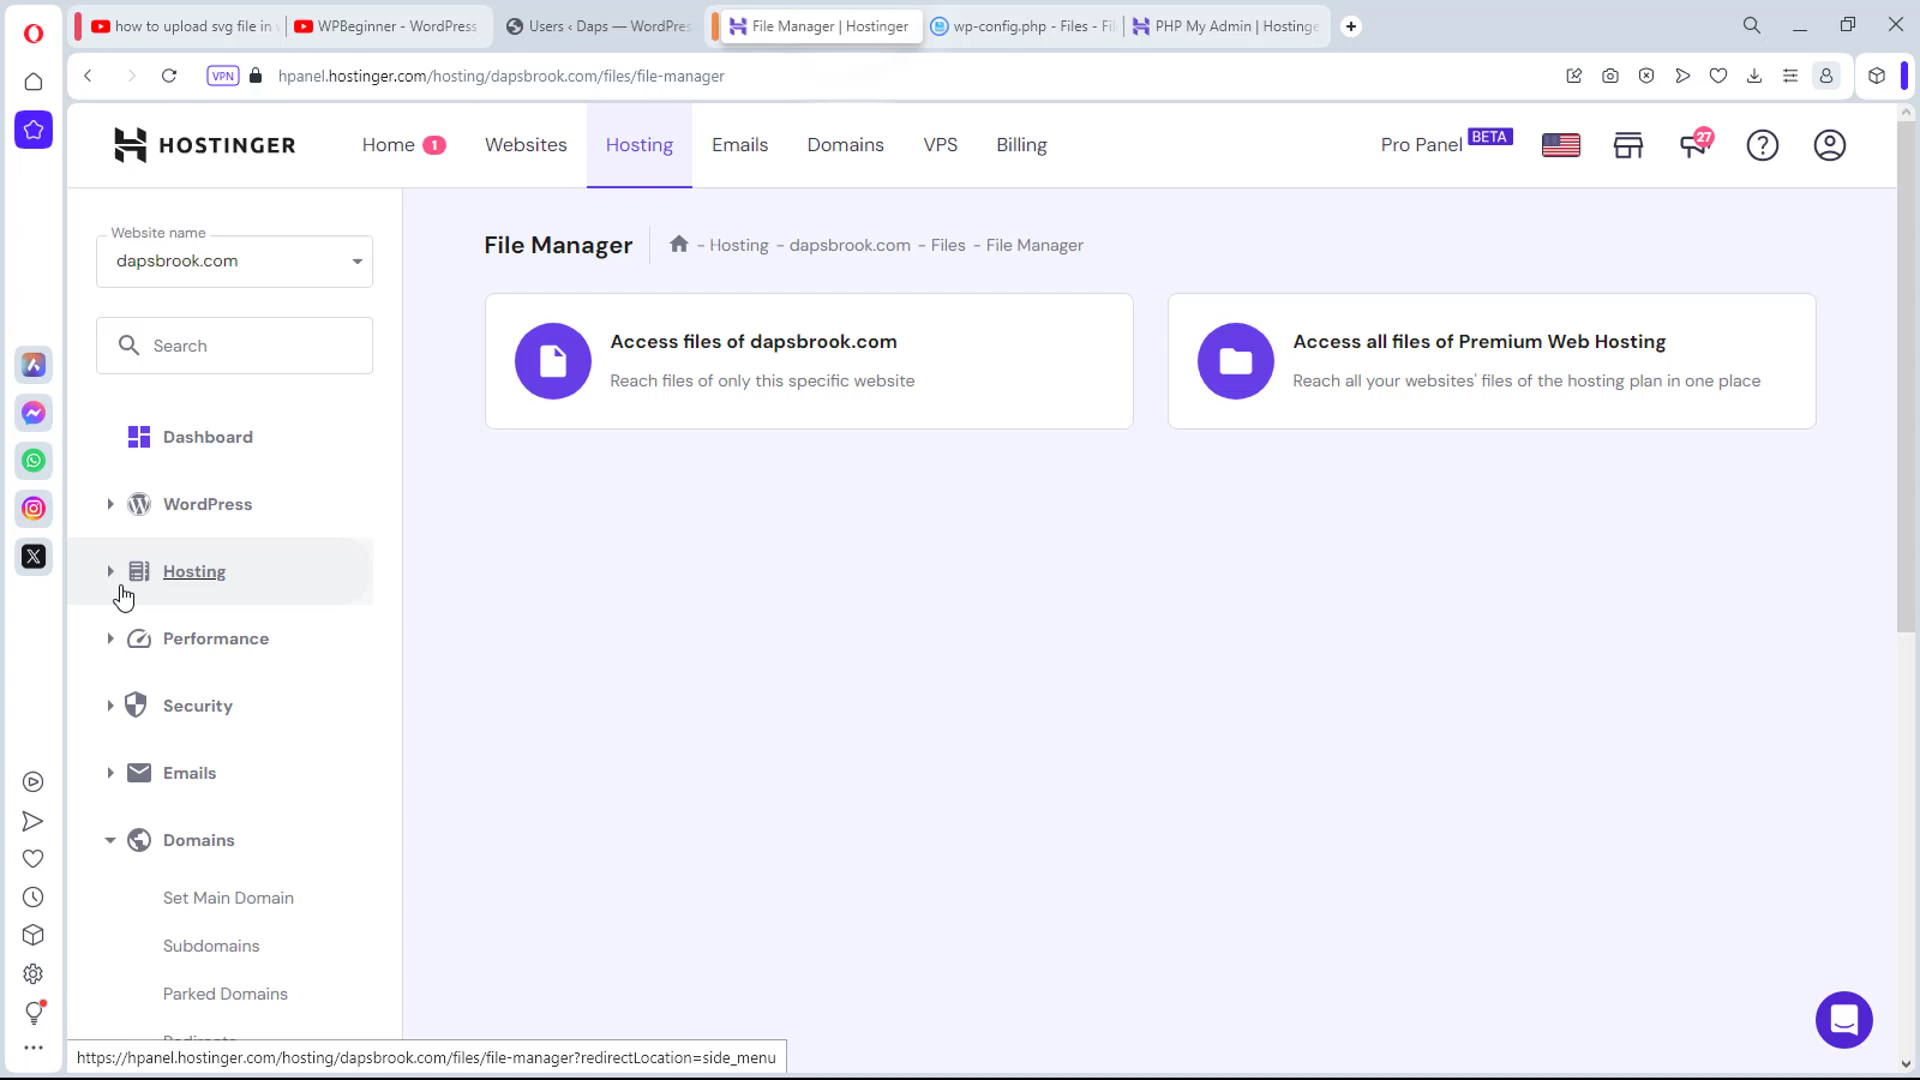 how to upload svg file in
WPBeginner - WordPress
Users ‹ Daps — WordPres
File Manager | Hostinger
wp-config.php - Files - Fil
PHP My Admin | Hostinge
VPN
hpanel.hostinger.com/hosting/dapsbrook.com/files/file-manager
HOSTINGER
Home 1
Websites
Hosting
Emails
Domains
VPS
Billing
Pro Panel BETA
27
Website name
dapsbrook.com
Search
Dashboard
WordPress
Hosting
Performance
Security
Emails
Domains
Set Main Domain
Subdomains
Parked Domains
File Manager
- Hosting - dapsbrook.com - Files - File Manager
Access files of dapsbrook.com
Reach files of only this specific website
Access all files of Premium Web Hosting
Reach all your websites' files of the hosting plan in one place
https://hpanel.hostinger.com/hosting/dapsbrook.com/files/file-manager?redirectLocation=side_menu